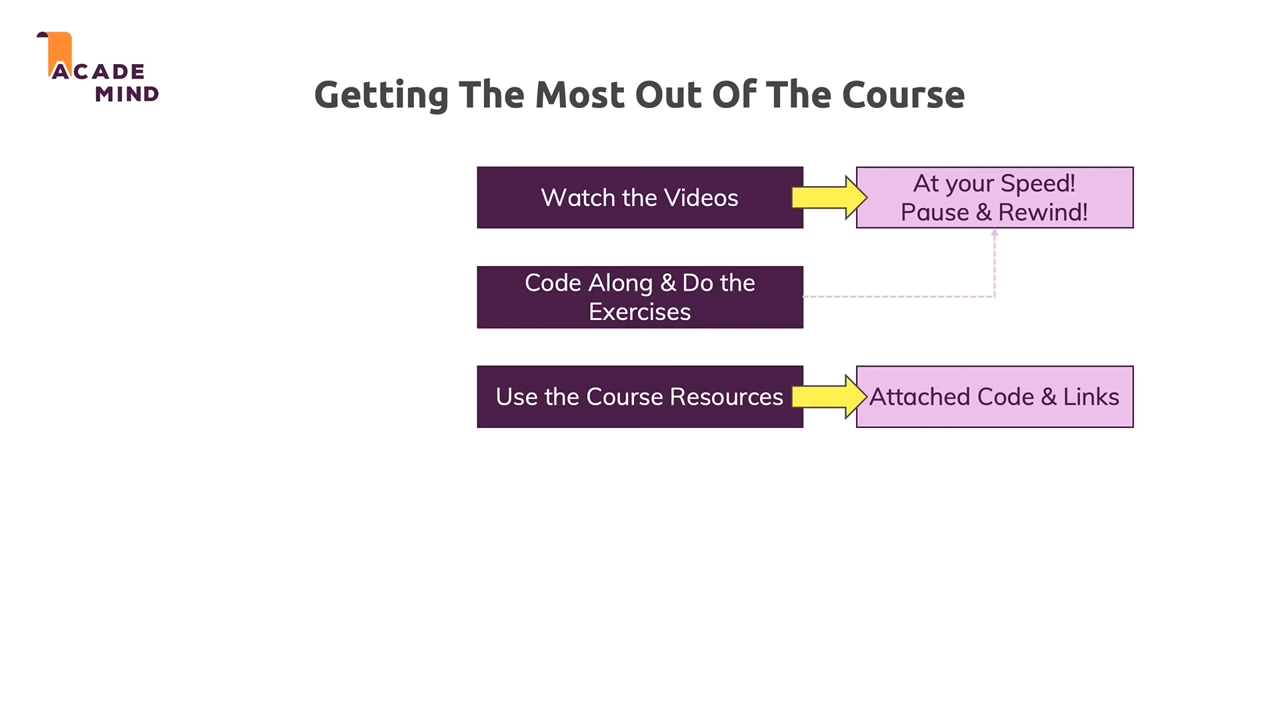 ACADE
MIND
Getting The Most Out Of The Course
Watch the Videos
At your Speed!
Pause & Rewind!
Code Along & Do the
Exercises
Use the Course Resources
Attached Code & Links